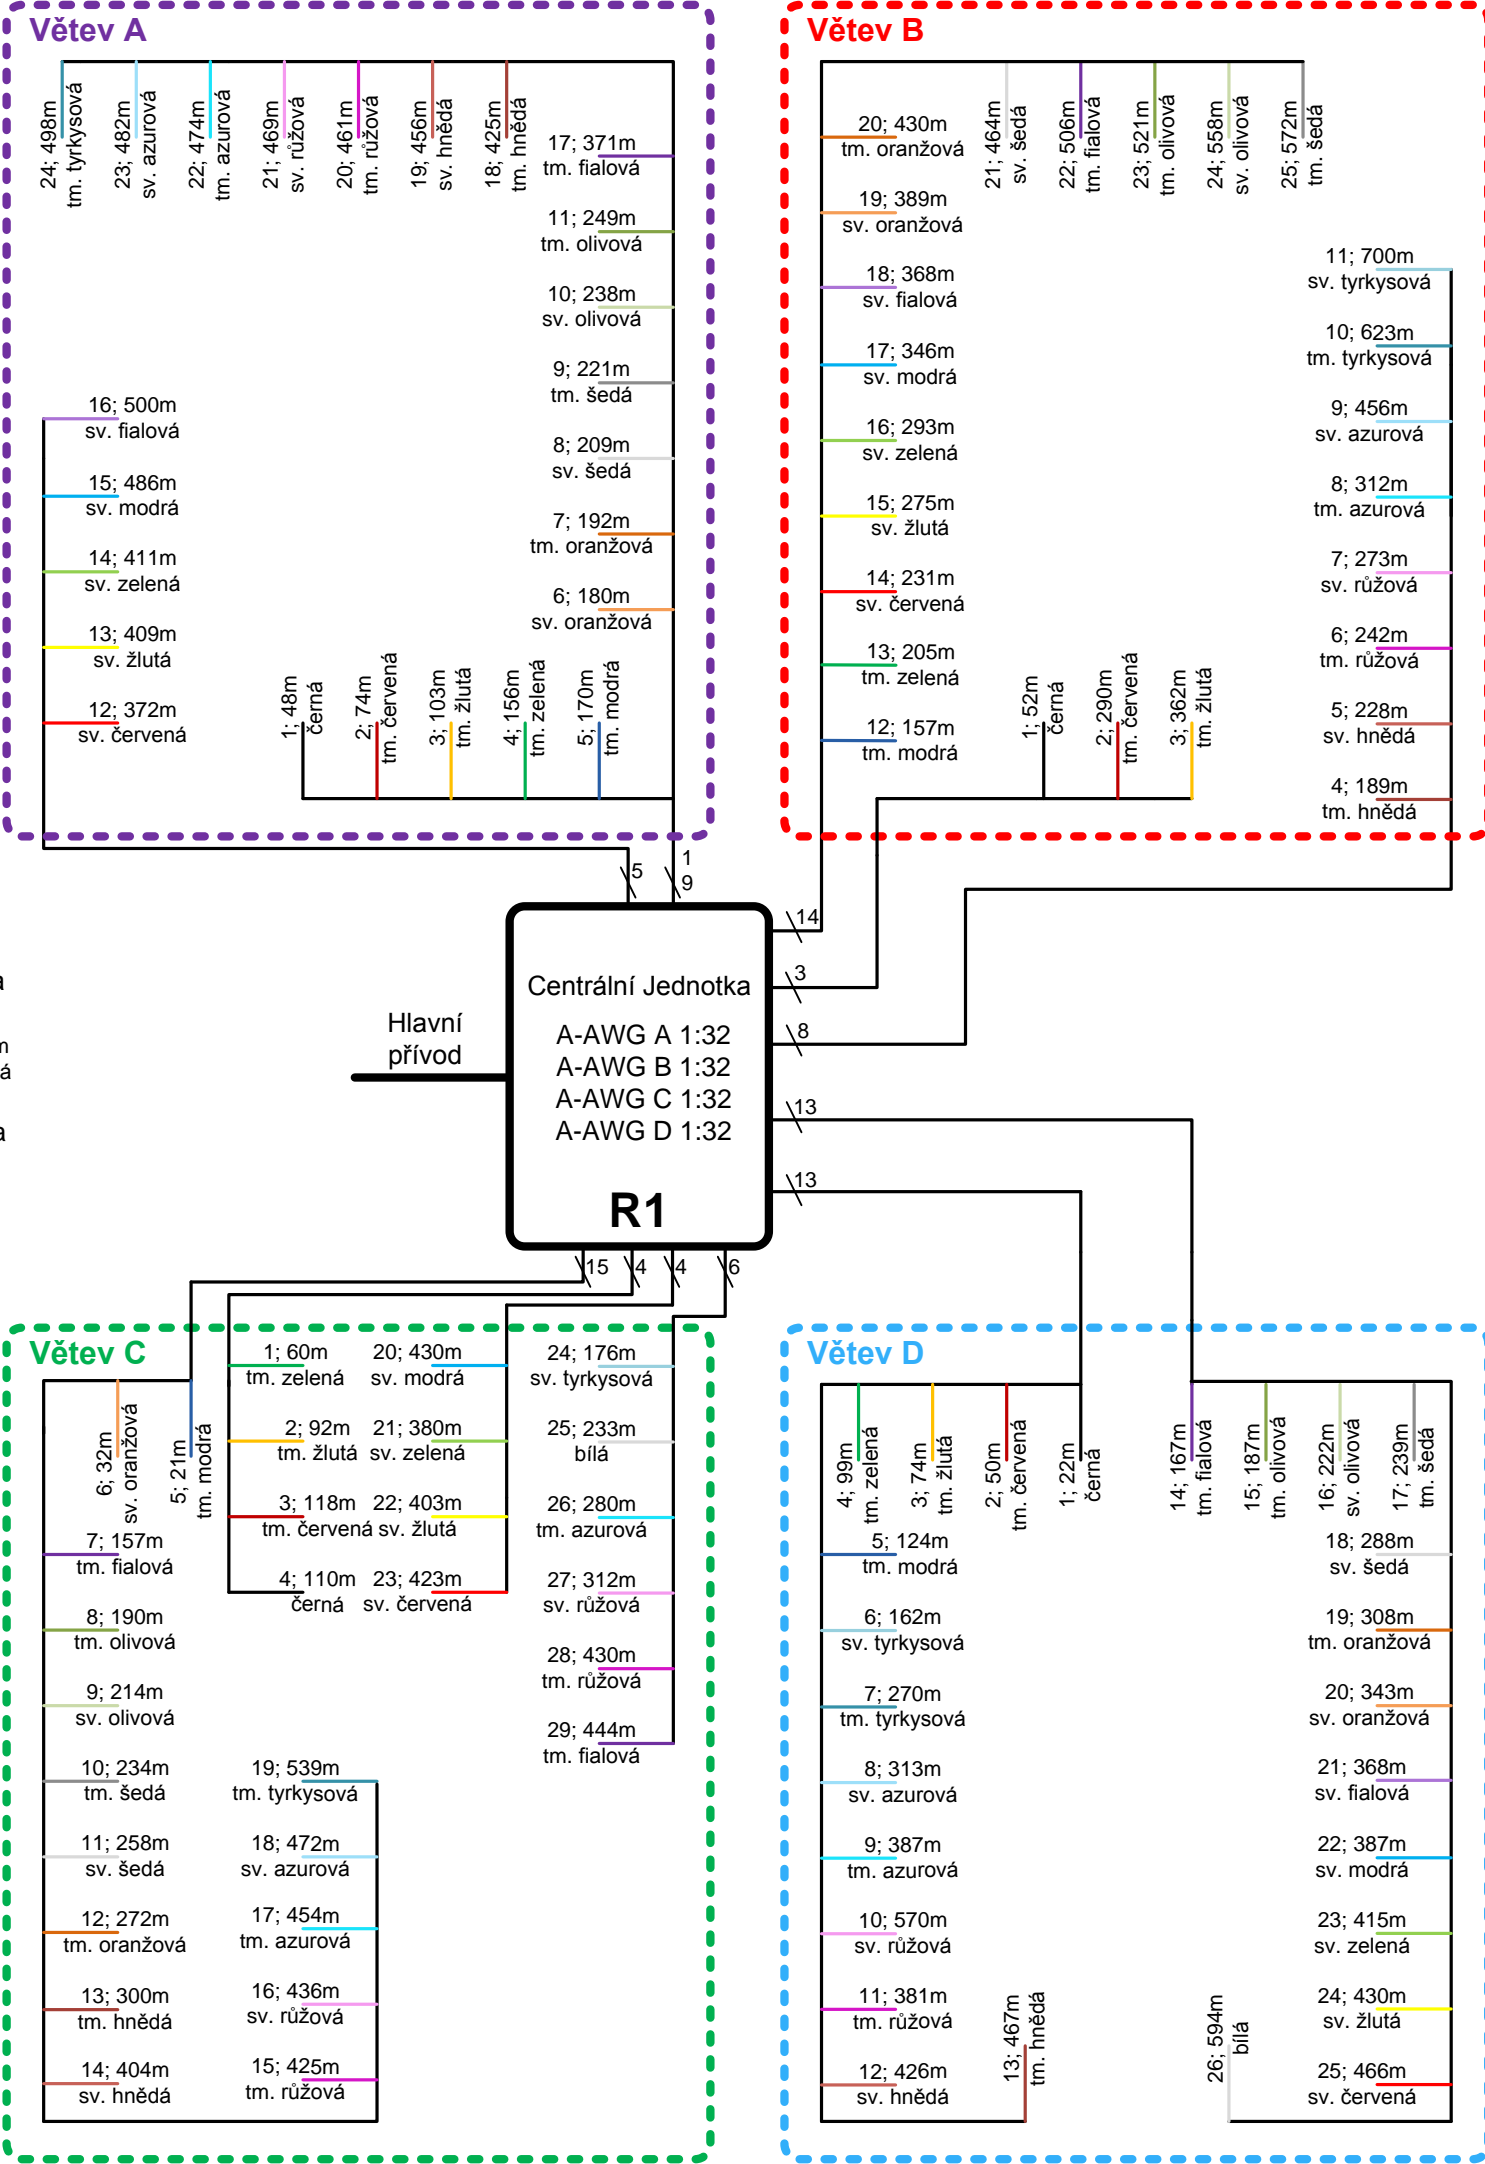 Větev A
24; 498m
tm. tyrkysová
23; 482m
sv. azurová
22; 474m
tm. azurová
21; 469m
sv. růžová
20; 461m
tm. růžová
19; 456m
sv. hnědá
18; 425m
tm. hnědá
17; 371m
tm. fialová
11; 249m
tm. olivová
10; 238m
sv. olivová
9; 221m
tm. šedá
8; 209m
sv. šedá
7; 192m
tm. oranžová
6; 180m
sv. oranžová
16; 500m
sv. fialová
15; 486m
sv. modrá
14; 411m
sv. zelená
13; 409m
sv. žlutá
12; 372m
sv. červená
1; 48m
černá
2; 74m
tm. červená
3; 103m
tm. žlutá
4; 156m
tm. zelená
5; 170m
tm. modrá
Větev B
20; 430m
tm. oranžová
19; 389m
sv. oranžová
18; 368m
sv. fialová
17; 346m
sv. modrá
16; 293m
sv. zelená
15; 275m
sv. žlutá
14; 231m
sv. červená
13; 205m
tm. zelená
12; 157m
tm. modrá
21; 464m
sv. šedá
22; 506m
tm. fialová
23; 521m
tm. olivová
24; 558m
sv. olivová
25; 572m
tm. šedá
11; 700m
sv. tyrkysová
10; 623m
tm. tyrkysová
9; 456m
sv. azurová
8; 312m
tm. azurová
7; 273m
sv. růžová
6; 242m
tm. růžová
5; 228m
sv. hnědá
4; 189m
tm. hnědá
1; 52m
černá
2; 290m
tm. červená
3; 362m
tm. žlutá
5
1
9
14
3
8
13
13
a
m
á
a
Hlavní
přívod
Centrální Jednotka
A-AWG A 1:32
A-AWG B 1:32
A-AWG C 1:32
A-AWG D 1:32
R1
15
4
4
6
Větev C
6; 32m
sv. oranžová
5; 21m
tm. modrá
7; 157m
tm. fialová
8; 190m
tm. olivová
9; 214m
sv. olivová
10; 234m
tm. šedá
11; 258m
sv. šedá
12; 272m
tm. oranžová
13; 300m
tm. hnědá
14; 404m
sv. hnědá
1; 60m
tm. zelená
2; 92m
tm. žlutá
3; 118m
tm. červená
4; 110m
černá
20; 430m
sv. modrá
21; 380m
sv. zelená
22; 403m
sv. žlutá
23; 423m
sv. červená
19; 539m
tm. tyrkysová
18; 472m
sv. azurová
17; 454m
tm. azurová
16; 436m
sv. růžová
15; 425m
tm. růžová
24; 176m
sv. tyrkysová
25; 233m
bílá
26; 280m
tm. azurová
27; 312m
sv. růžová
28; 430m
tm. růžová
29; 444m
tm. fialová
Větev D
4; 99m
tm. zelená
3; 74m
tm. žlutá
2; 50m
tm. červená
1; 22m
černá
5; 124m
tm. modrá
6; 162m
sv. tyrkysová
7; 270m
tm. tyrkysová
8; 313m
sv. azurová
9; 387m
tm. azurová
10; 570m
sv. růžová
11; 381m
tm. růžová
12; 426m
sv. hnědá
13; 467m
tm. hnědá
14; 167m
tm. fialová
15; 187m
tm. olivová
16; 222m
sv. olivová
17; 239m
tm. šedá
18; 288m
sv. šedá
19; 308m
tm. oranžová
20; 343m
sv. oranžová
21; 368m
sv. fialová
22; 387m
sv. modrá
23; 415m
sv. zelená
24; 430m
sv. žlutá
25; 466m
sv. červená
26; 594m
bílá